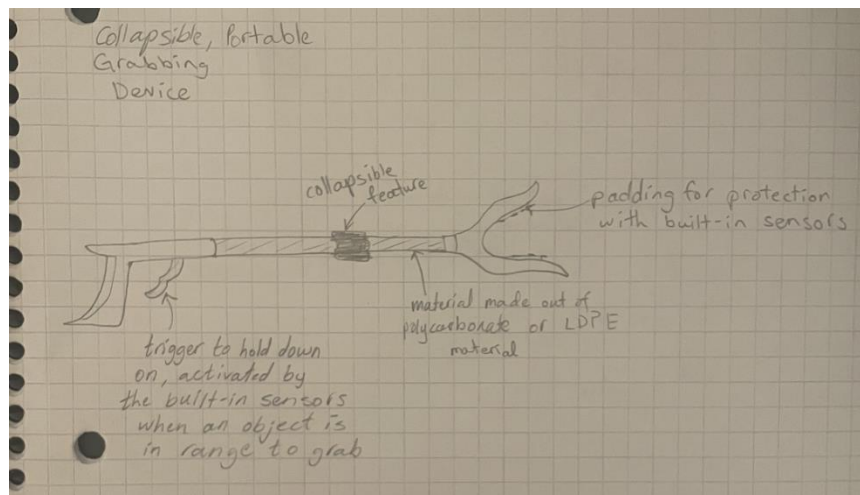 Collapsible, Portable
Grabbing
Device
collapsible
feature
padding for protection
with built-in sensors
material made out of
polycarbonate or LDPE
material
trigger to hold down
on, activated by
the built-in sensors
when an object is
in range to grab